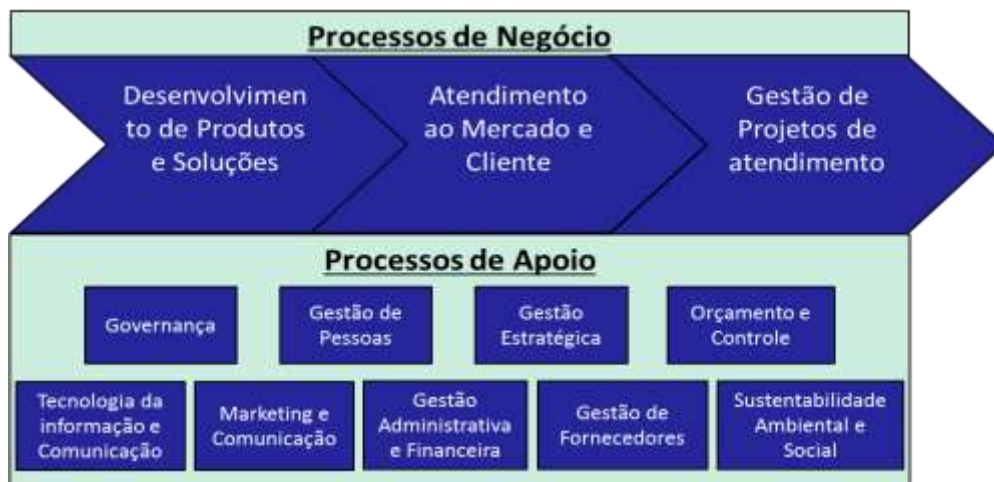 Processos de Negócio
Desenvolvimen
to de Produtos
e Soluções
Atendimento
ao Mercado e
Cliente
Gestão de
Projetos de
atendimento
Processos de Apoio
Governança
Gestão de
Pessoas
Gestão
Estratégica
Orçamento e
Controle
Tecnologia da
informação e
Comunicação
Marketing e
Comunicação
Gestão
Administrativa
e Financeira
Gestão de
Fornecedores
Sustentabilidade
Ambiental e
Social